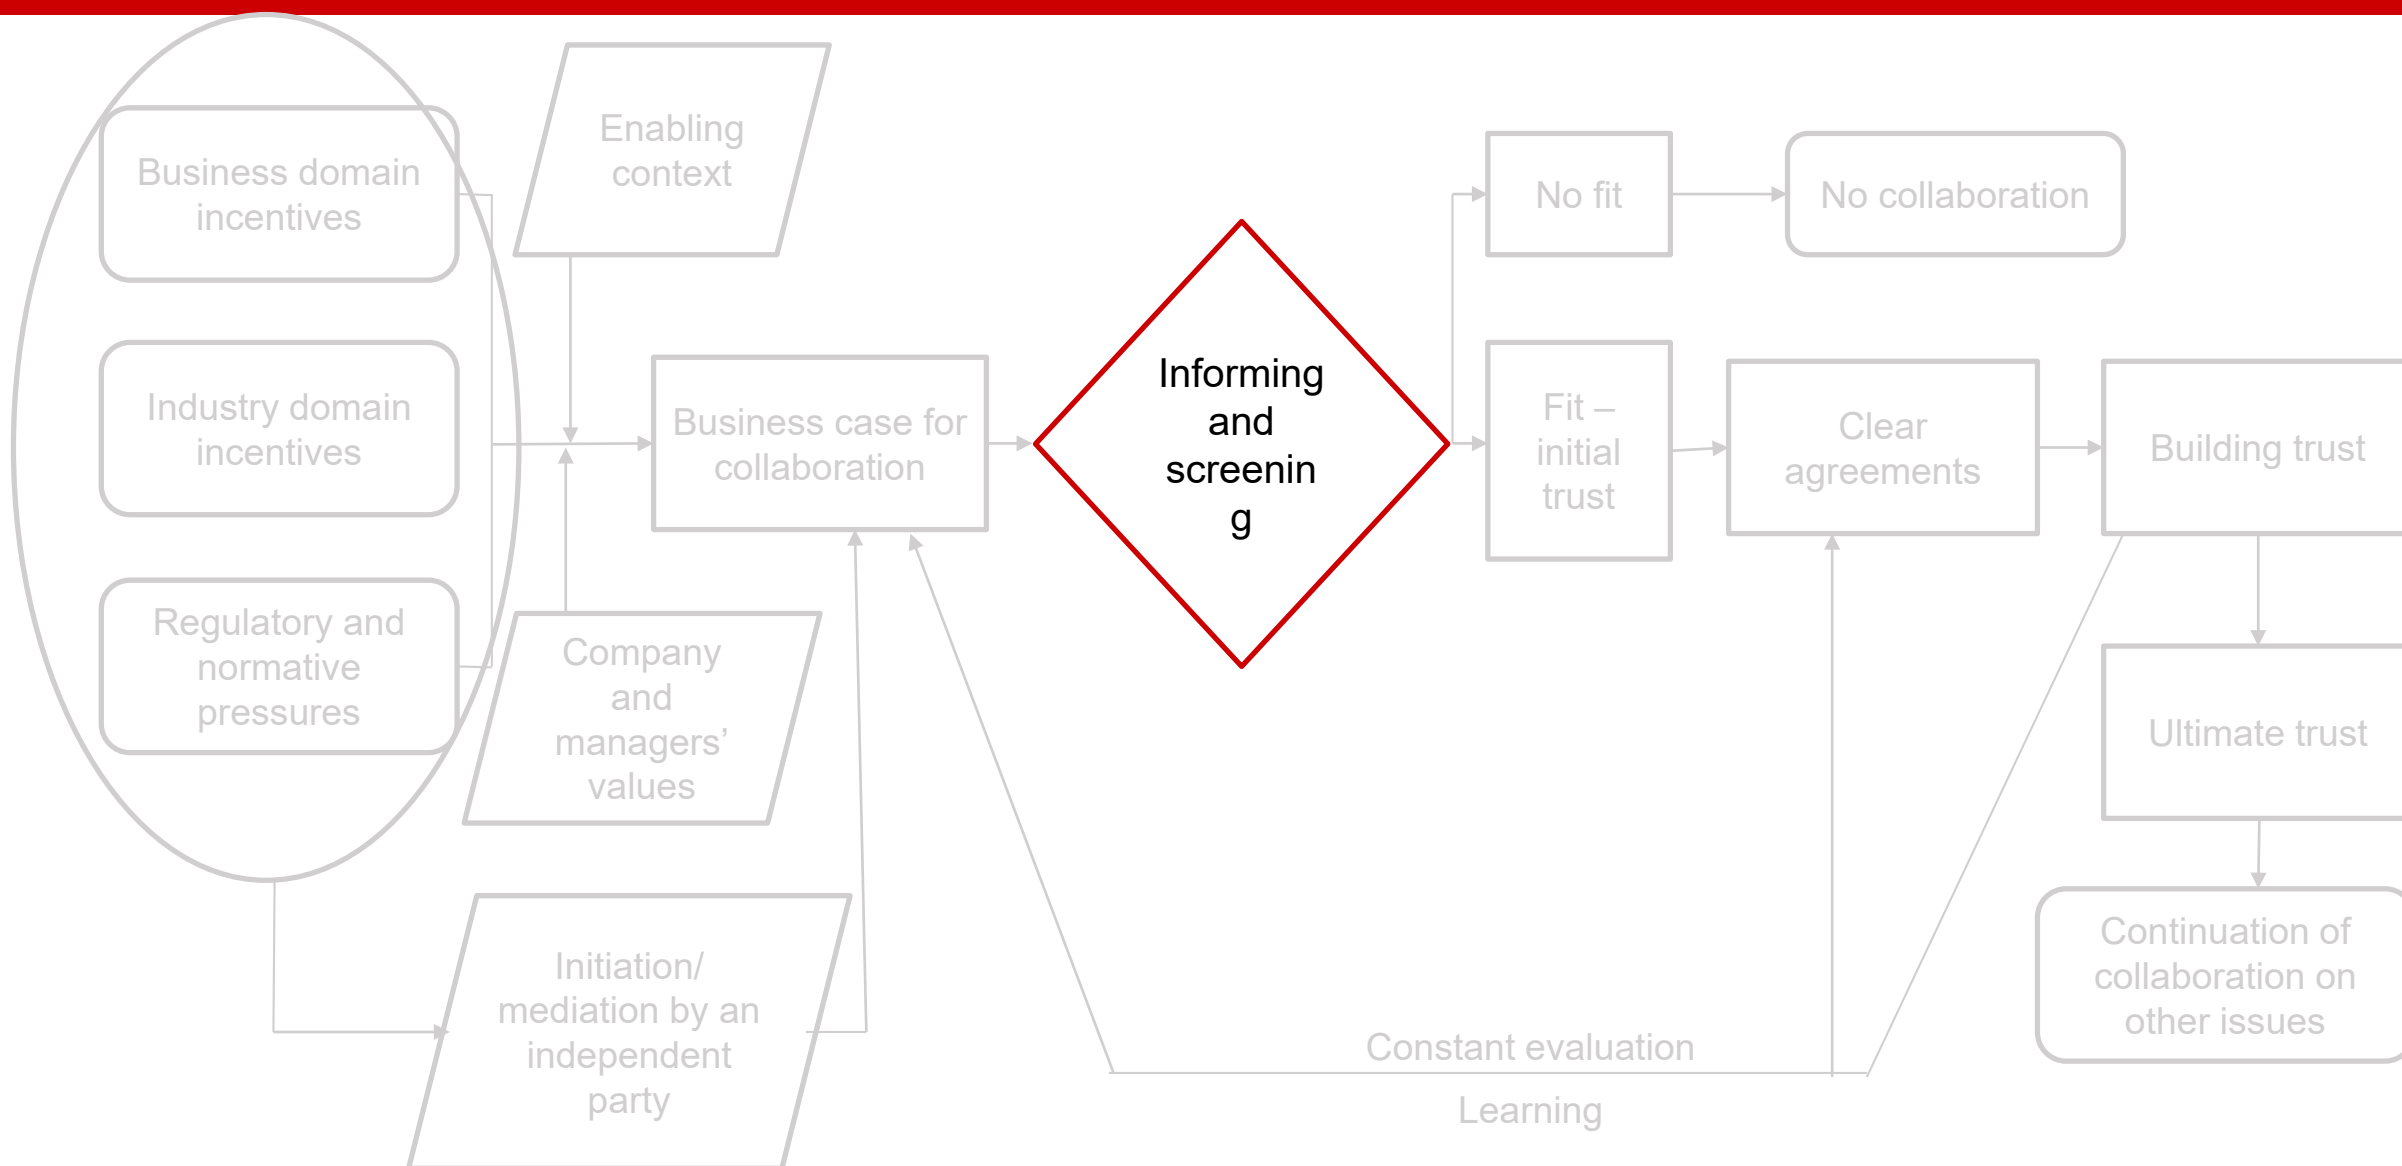 Business domain
incentives
Industry domain
incentives
Regulatory and
normative
pressures
Enabling
context
Company
and
managers’
values
Initiation/
mediation by an
independent
party
Business case for
collaboration
Informing
and
screenin
g
No fit
No collaboration
Fit –
initial
trust
Clear
agreements
Building trust
Ultimate trust
Continuation of
collaboration on
other issues
Constant evaluation
Learning